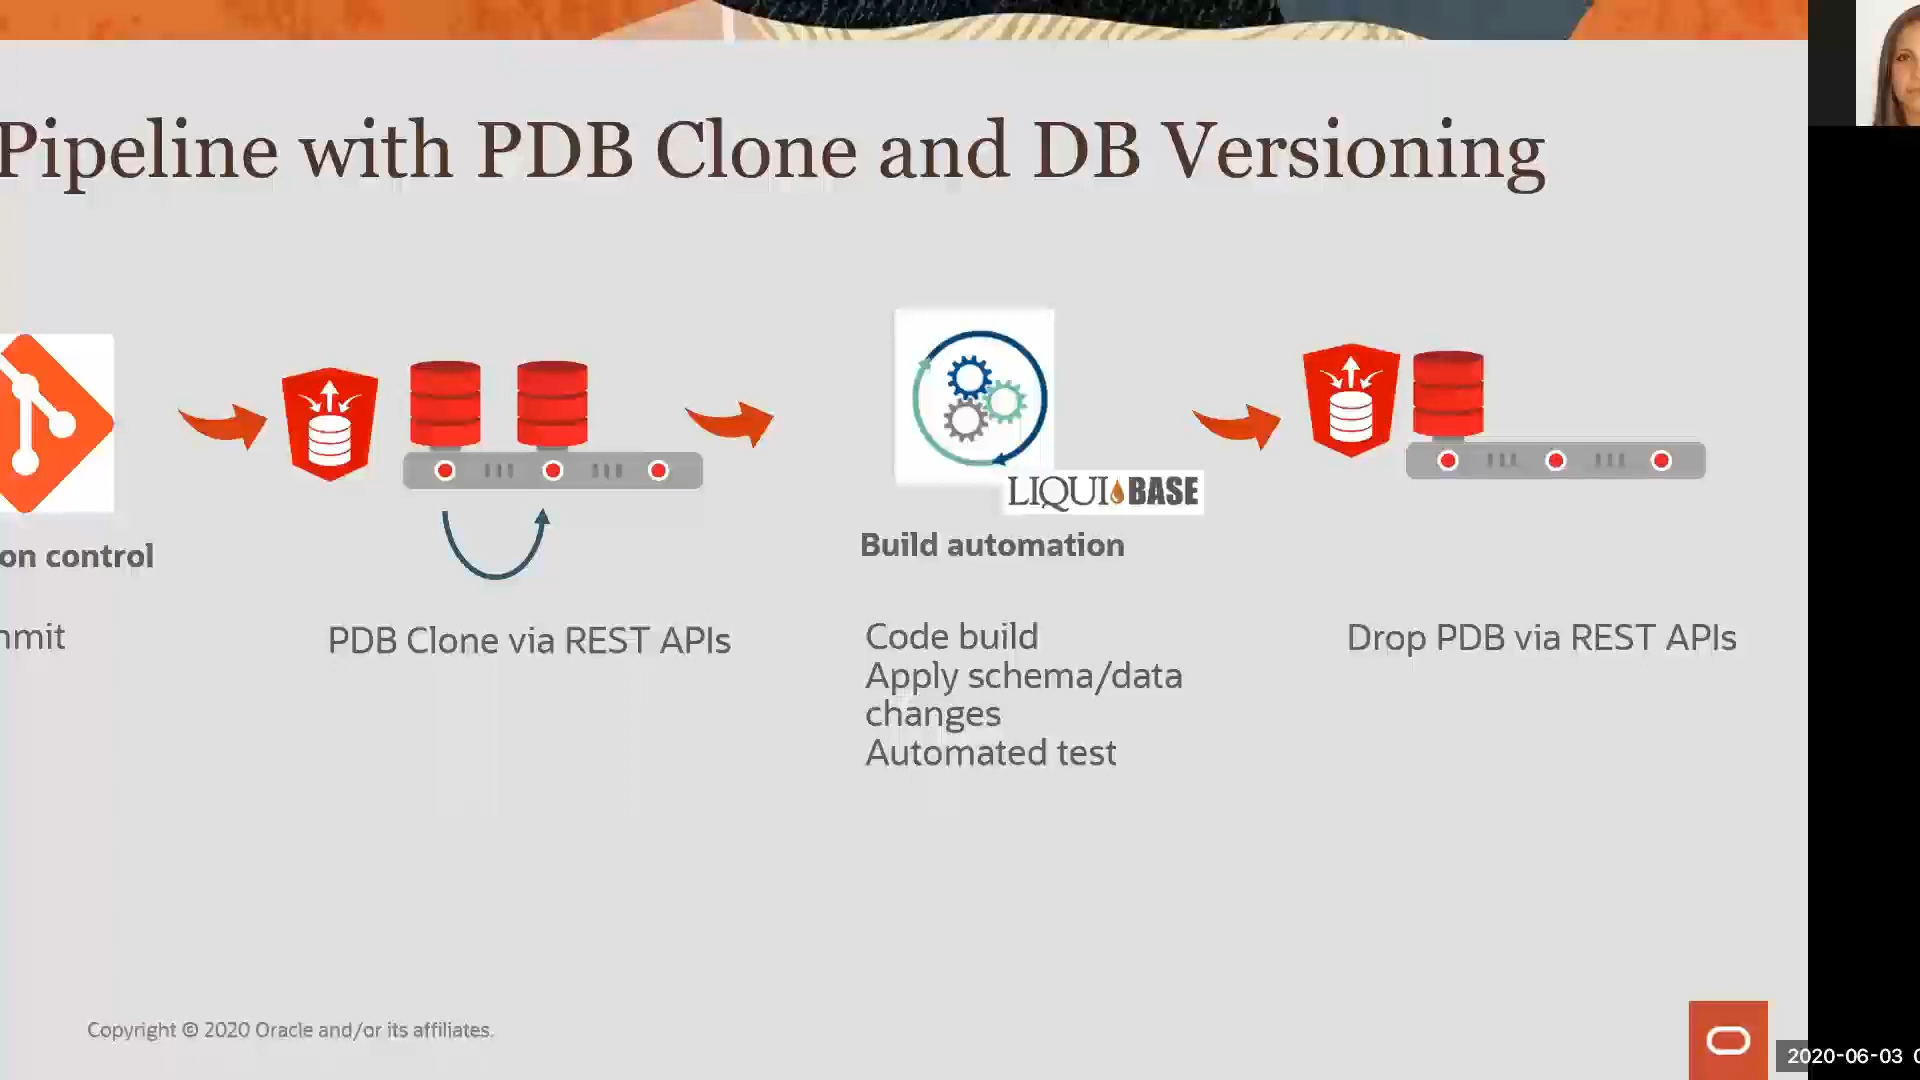 Pipeline with PDB Clone and DB Versioning
LIQUIBASE
on control
Build automation
mmit
PDB Clone via REST APIs
Code build
Apply schema/data
changes
Automated test
Drop PDB via REST APIs
Copyright © 2020 Oracle and/or its affiliates.
2020-06-03